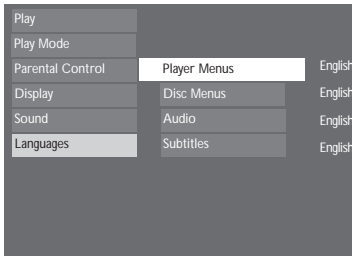 Play
Play Mode
Parental Control Player Menus English
Display Disc Menus English
Sound Audio English
Languages Subtitles English